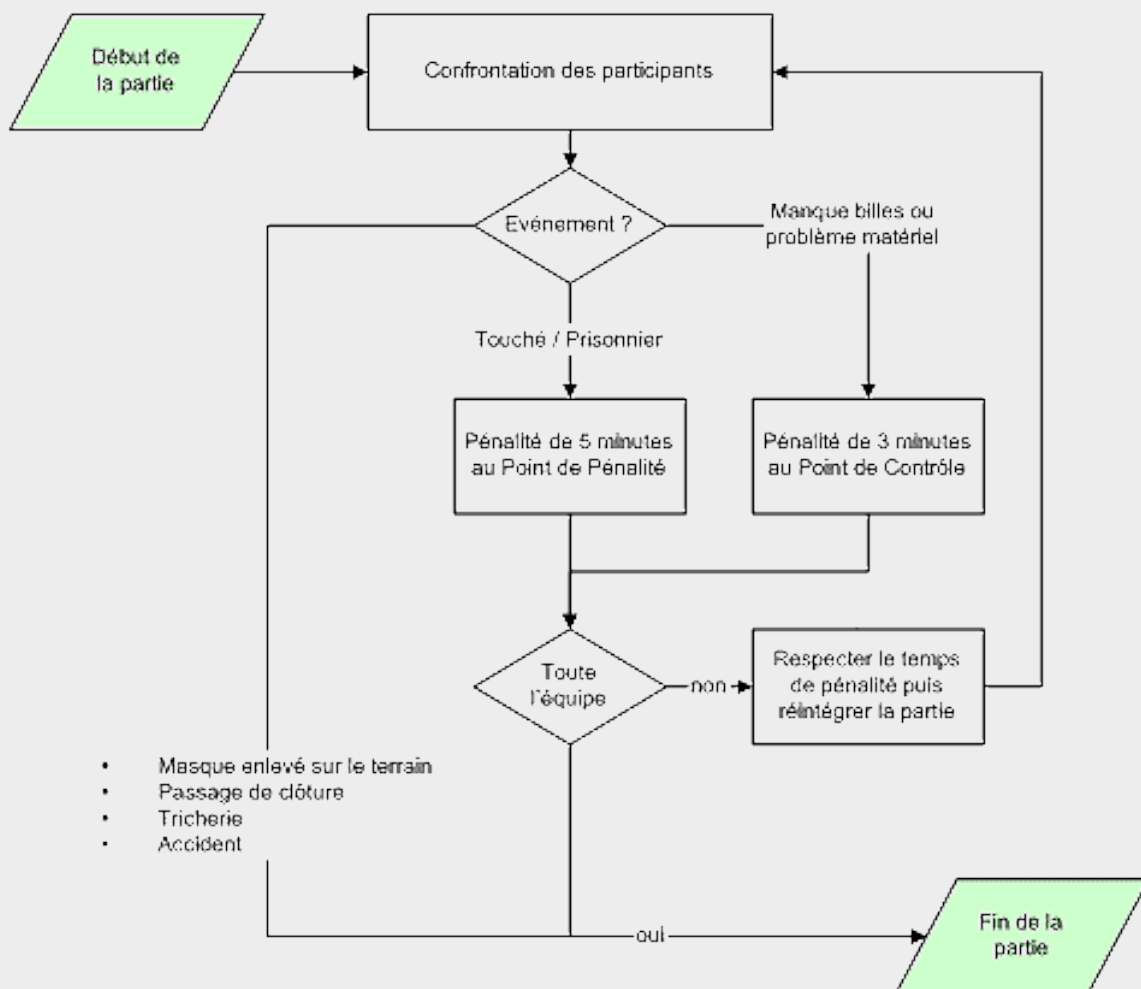 Début de
la partie
Confrontation des participants
Evénement ?
Manque billes ou
problème matériel
Touché / Prisonnier
Pénalité de 5 minutes
au Point de Pénalité
Pénalité de 3 minutes
au Point de Contrôle
Toute
l'équipe
non
Respecter le temps
de pénalité puis
réintégrer la partie
• Masque enlevé sur le terrain
• Passage de clôture
• Tricherie
• Accident
oui
Fin de la
partie